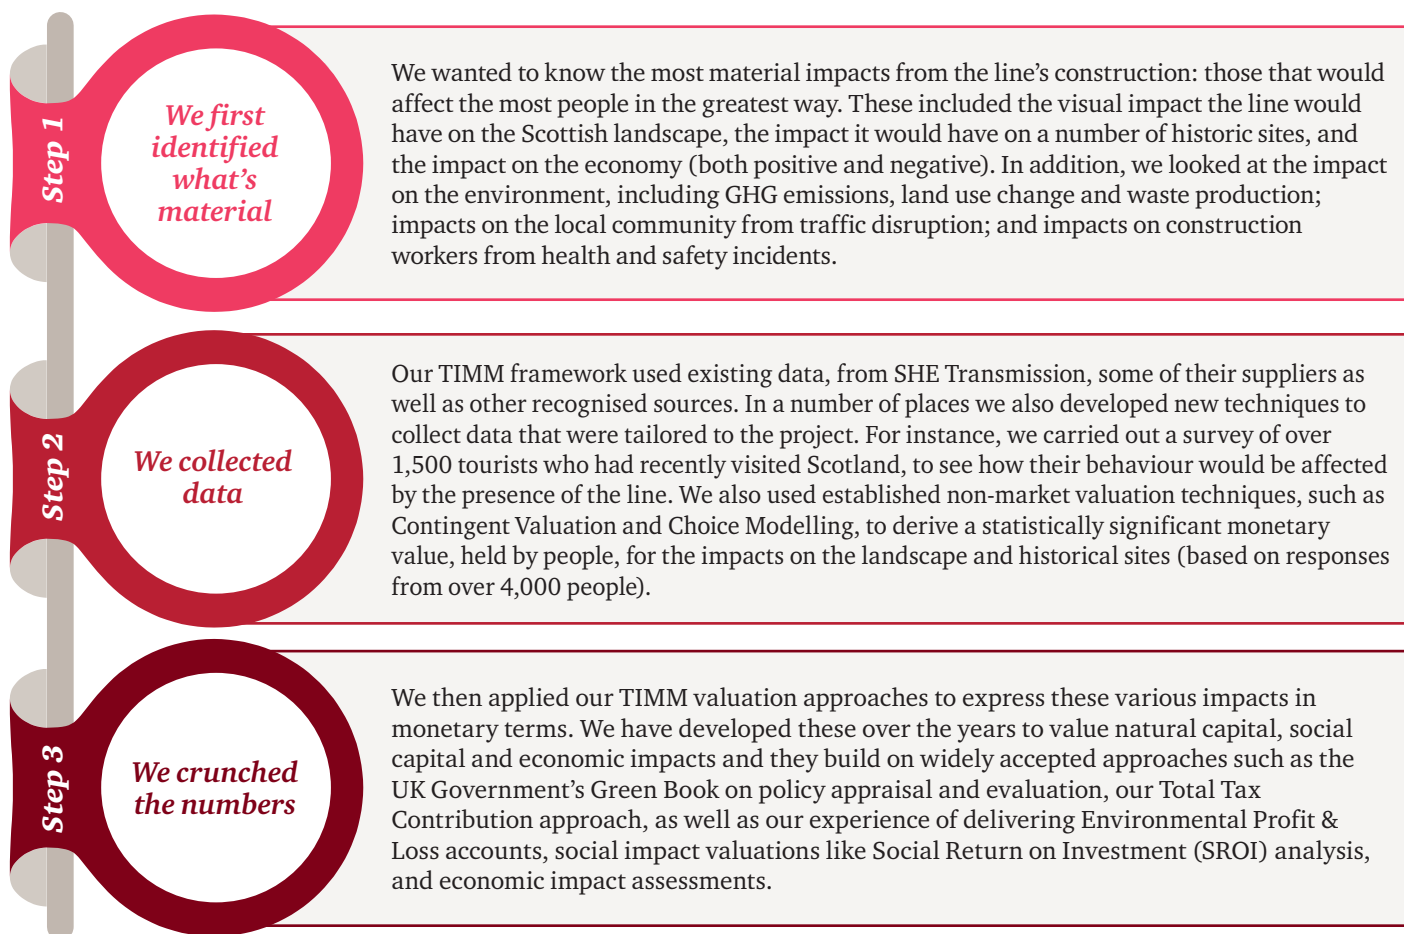 Step 1
We first
identified
what's
material
We wanted to know the most material impacts from the line's construction: those that would
affect the most people in the greatest way. These included the visual impact the line would
have on the Scottish landscape, the impact it would have on a number of historic sites, and
the impact on the economy (both positive and negative). In addition, we looked at the impact
on the environment, including GHG emissions, land use change and waste production;
impacts on the local community from traffic disruption; and impacts on construction
workers from health and safety incidents.
Step 2
We collected
data
Our TIMM framework used existing data, from SHE Transmission, some of their suppliers as
well as other recognised sources. In a number of places we also developed new techniques to
collect data that were tailored to the project. For instance, we carried out a survey of over
1,500 tourists who had recently visited Scotland, to see how their behaviour would be affected
by the presence of the line. We also used established non-market valuation techniques, such as
Contingent Valuation and Choice Modelling, to derive a statistically significant monetary
value, held by people, for the impacts on the landscape and historical sites (based on responses
from over 4,000 people).
Step 3
We crunched
the numbers
We then applied our TIMM valuation approaches to express these various impacts in
monetary terms. We have developed these over the years to value natural capital, social
capital and economic impacts and they build on widely accepted approaches such as the
UK Government's Green Book on policy appraisal and evaluation, our Total Tax
Contribution approach, as well as our experience of delivering Environmental Profit &
Loss accounts, social impact valuations like Social Return on Investment (SROI) analysis,
and economic impact assessments.